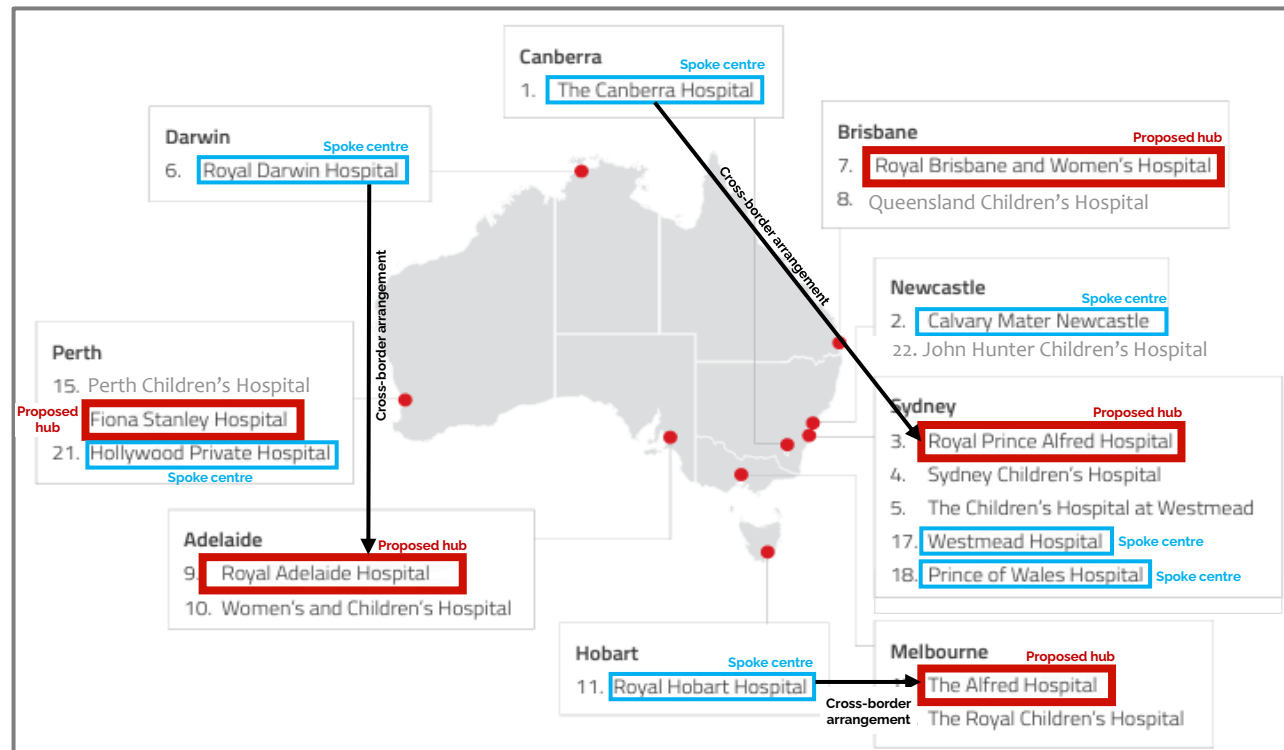 Canberra
Spoke centre
1. The Canberra Hospital
Darwin
Spoke centre
6. Royal Darwin Hospital
Brisbane
Proposed hub
7. Royal Brisbane and Women's Hospital
8. Queensland Children's Hospital
Cross-border arrangement
Cross-border arrangement
Newcastle
Spoke centre
2. Calvary Mater Newcastle
22. John Hunter Children's Hospital
Perth
15. Perth Children's Hospital
Proposed hub
Fiona Stanley Hospital
21. Hollywood Private Hospital
Spoke centre
Sydney
Proposed hub
3. Royal Prince Alfred Hospital
4. Sydney Children's Hospital
5. The Children's Hospital at Westmead
17. Westmead Hospital Spoke centre
18. Prince of Wales Hospital Spoke centre
Adelaide
Proposed hub
9. Royal Adelaide Hospital
10. Women's and Children's Hospital
Hobart
Spoke centre
11. Royal Hobart Hospital
Cross-border
arrangement
Melbourne
Proposed hub
The Alfred Hospital
The Royal Children's Hospital